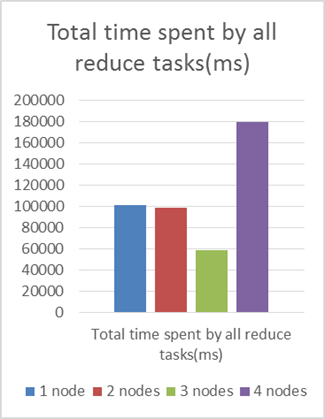 Total time spent by all
reduce tasks(ms)
200000
180000
160000
140000
120000
100000
80000
60000
40000
20000
0
Total time spent by all reduce
tasks(ms)
1 node 2 nodes 3 nodes 4 nodes